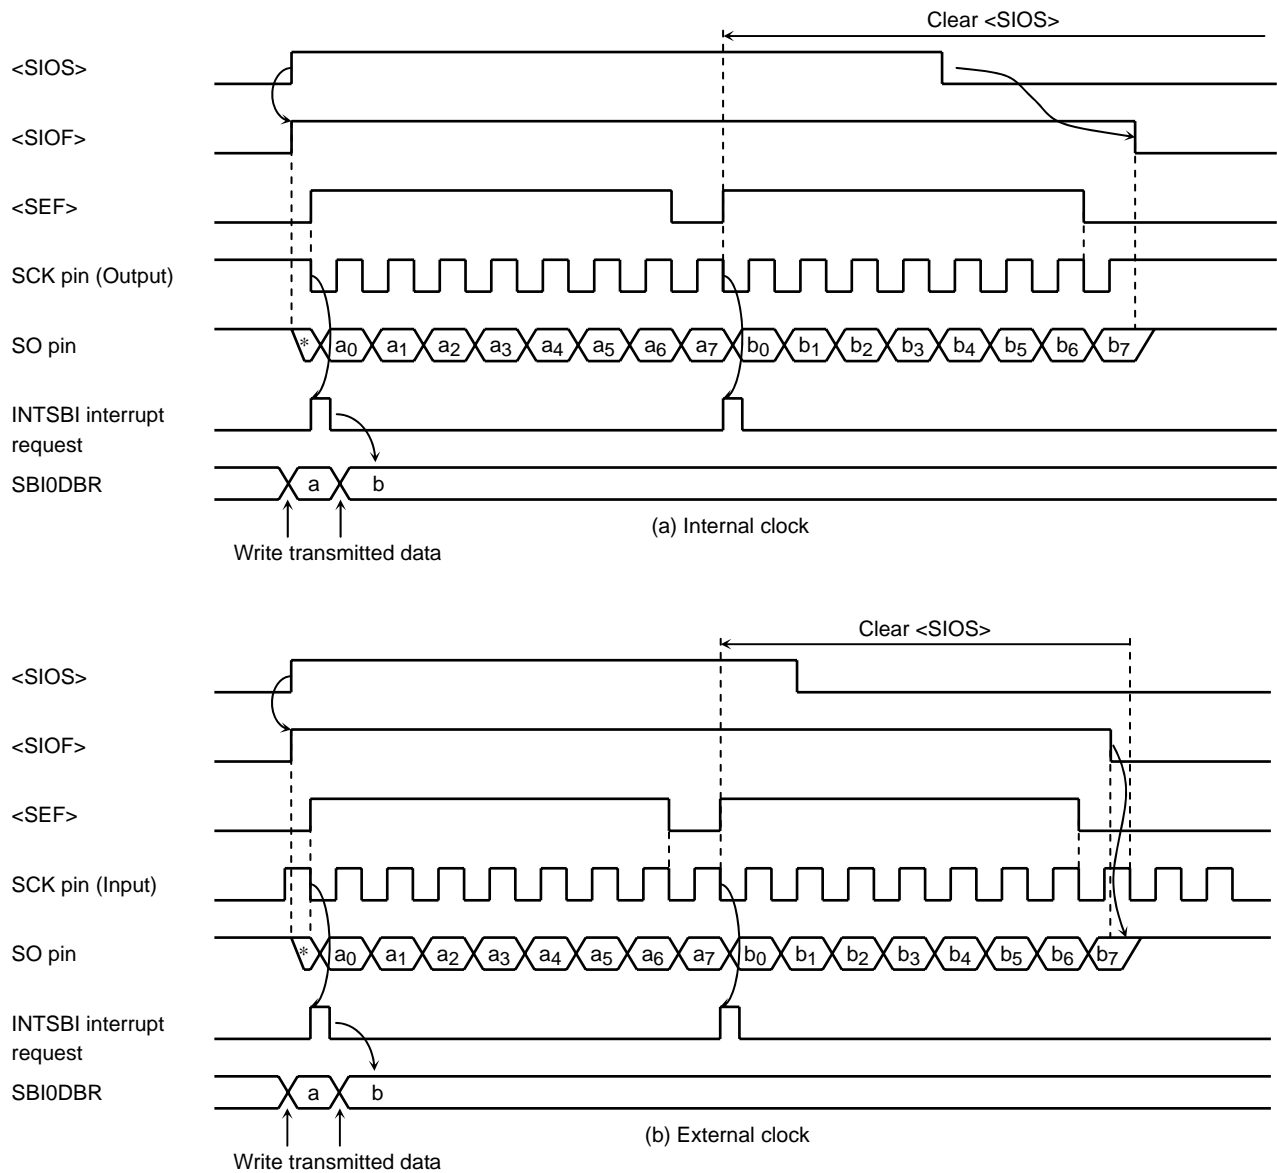 Clear <SIOS>
<SIOS>
<SIOF>
<SEF>
SCK pin (Output)
SO pin
* a0 a1 a2 a3 a4 a5 a6 a7 b0 b1 b2 b3 b4 b5 b6 b7
INTSBI interrupt
request
SBI0DBR
a b
(a) Internal clock
Write transmitted data
Clear <SIOS>
<SIOS>
<SIOF>
<SEF>
SCK pin (Input)
SO pin
* a0 a1 a2 a3 a4 a5 a6 a7 b0 b1 b2 b3 b4 b5 b6 b7
INTSBI interrupt
request
SBI0DBR
a b
(b) External clock
Write transmitted data